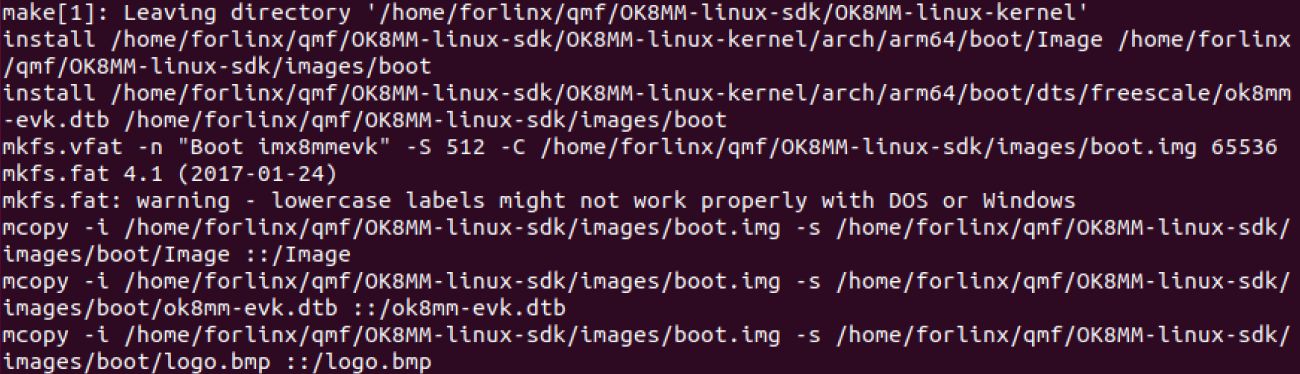 make[1]: Leaving directory '/home/forlinx/qmf/OK8MM-linux-sdk/OK8MM-linux-kernel'
install /home/forlinx/qmf/OK8MM-linux-sdk/OK8MM-linux-kernel/arch/arm64/boot/Image /home/forlinx
/qmf/OK8MM-linux-sdk/images/boot
install /home/forlinx/qmf/OK8MM-linux-sdk/OK8MM-linux-kernel/arch/arm64/boot/dts/freescale/ok8mm
-evk.dtb /home/forlinx/qmf/OK8MM-linux-sdk/images/boot
mkfs.vfat -n "Boot imx8mmevk" -S 512 -C /home/forlinx/qmf/OK8MM-linux-sdk/images/boot.img 65536
mkfs.fat 4.1 (2017-01-24)
mkfs.fat: warning - lowercase labels might not work properly with DOS or Windows
mcopy -i /home/forlinx/qmf/OK8MM-linux-sdk/images/boot.img -s /home/forlinx/qmf/OK8MM-linux-sdk/
images/boot/Image ::/Image
mcopy -i /home/forlinx/qmf/OK8MM-linux-sdk/images/boot.img -s /home/forlinx/qmf/OK8MM-linux-sdk/
images/boot/ok8mm-evk.dtb ::/ok8mm-evk.dtb
mcopy -i /home/forlinx/qmf/OK8MM-linux-sdk/images/boot.img -s /home/forlinx/qmf/OK8MM-linux-sdk/
images/boot/logo.bmp ::/logo.bmp